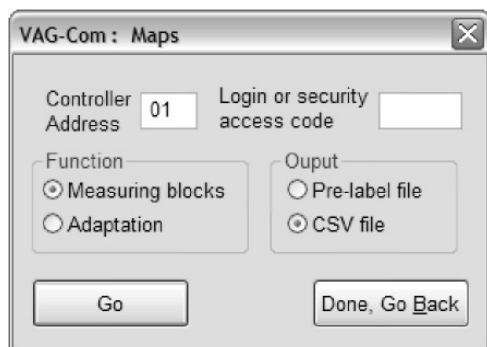 VAG-Com : Maps
Controller Address
01
Login or security access code
Function
Measuring blocks
Adaptation
Ouput
Pre-label file
CSV file
Go
Done, Go Back